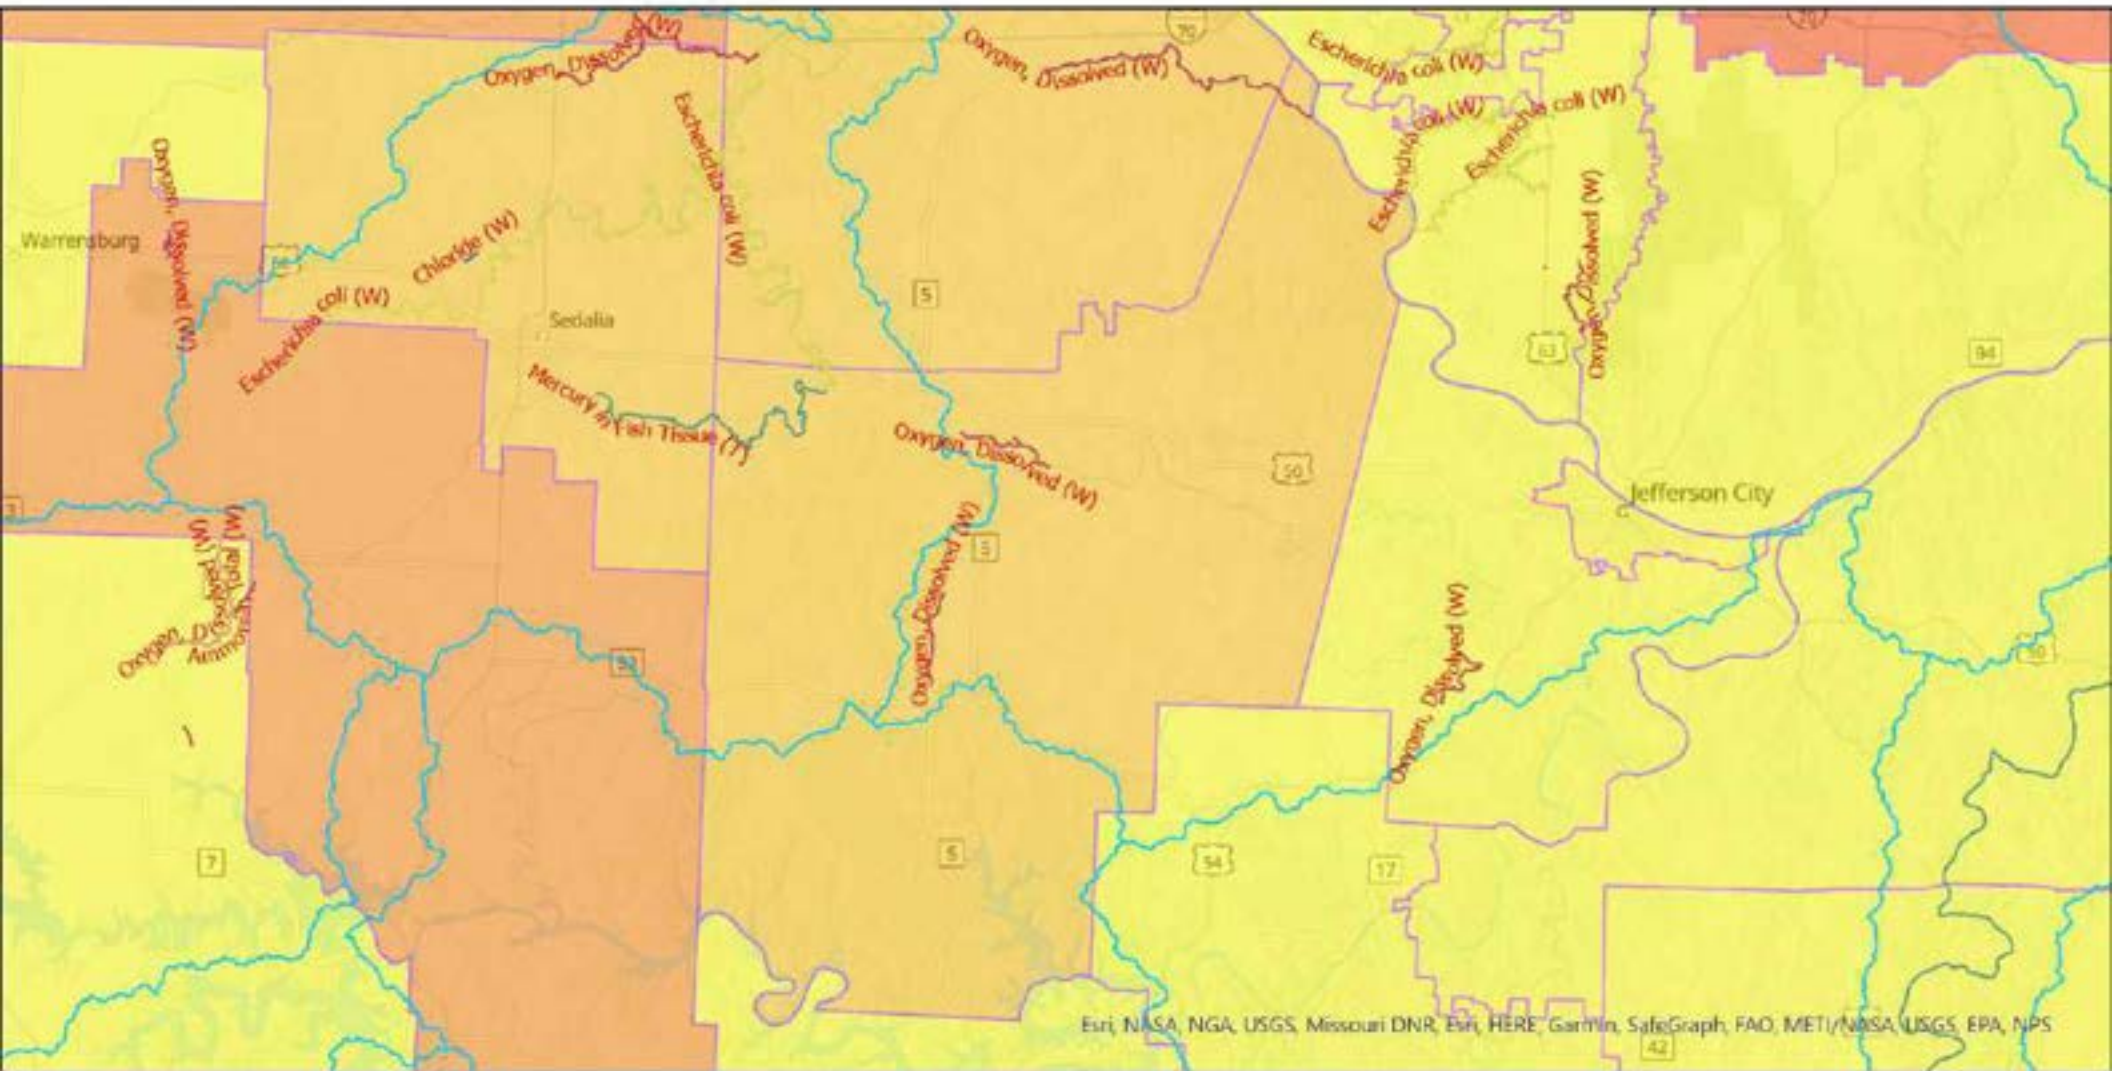 Oxygen, Dissolved (W)
Oxygen, Dissolved (W)
70
Escherichia coli (W)
70
Escherichia coli (W)
Escherichia coli (W)
Escherichia coli (W)
Escherichia coli (W)
Oxygen, Dissolved (W)
Oxygen, Dissolved (W)
Warrensburg
Chloride (W)
Escherichia coli (W)
5
Sedalia
63
94
Mercury in Fish Tissue (T)
Oxygen, Dissolved (W)
50
Jefferson City
Oxygen, Dissolved (W)
5
Oxygen, Dissolved (W)
Total (W)
Oxygen, Dissolved (W)
50
7
5
54
17
Esri, NASA, NGA, USGS, Missouri DNR, Esri, HERE, Garmin, SafeGraph, FAO, METI/NASA, USGS, EPA, NPS
42